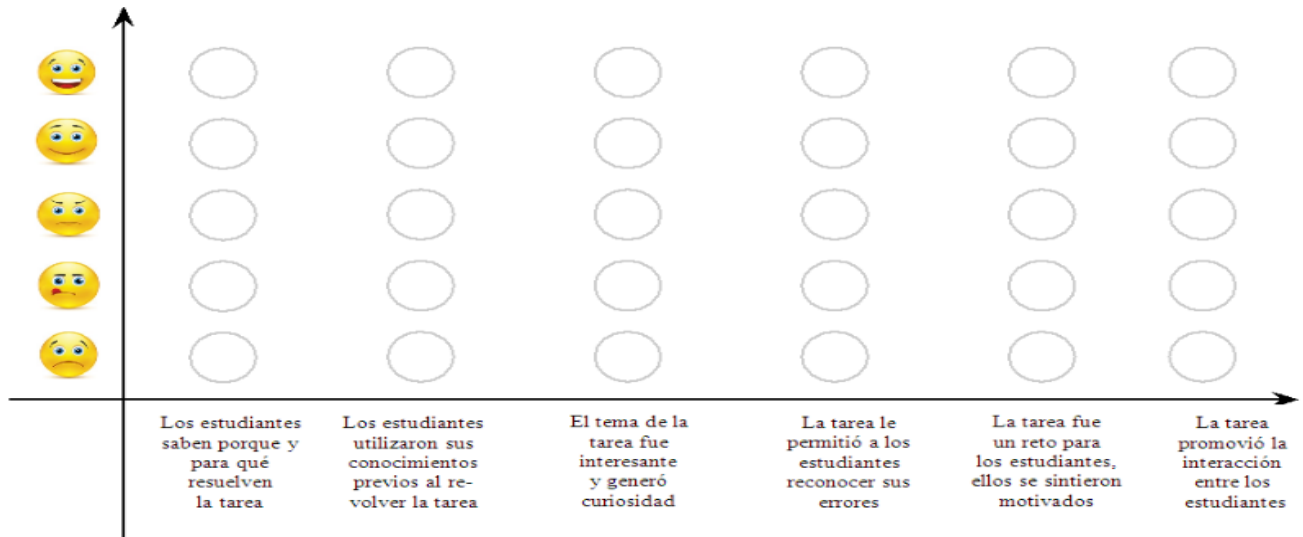 Los estudiantes
saben porque y
para qué
resuelven
la tarea
Los estudiantes
utilizaron sus
conocimientos
previos al re-
volver la tarea
El tema de la
tarea fue
interesante
y generó
curiosidad
La tarea le
permitió a los
estudiantes
reconocer sus
errores
La tarea fue
un reto para
los estudiantes,
ellos se sintieron
motivados
La tarea
promovió la
interacción
entre los
estudiantes